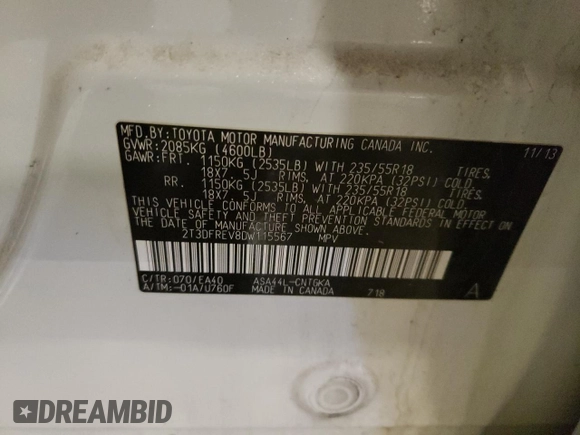 MFD.BY:TOYOTA MOTOR MANUFACTURING CANADA INC.
GVWR:2085KG (4600LB) 11/13
GAWR:FRT. 1150KG (2535LB) WITH 235/55R18 TIRES,
18X7.5J RIMS, AT 220KPA (32PSI) COLD.
RR. 1150KG (2535LB) WITH 235/55R18 TIRES,
18X7.5J RIMS, AT 220KPA (32PSI) COLD.
THIS VEHICLE CONFORMS TO ALL APPLICABLE FEDERAL MOTOR
VEHICLE SAFETY AND THEFT PREVENTION STANDARDS IN EFFECT ON
THE DATE OF MANUFACTURE SHOWN ABOVE.
2T3DFREV8DW115567 MPV
C/TR:070/EA40 ASA44L-CNTGKA
A/TM:-01A/U760F MADE IN CANADA 718 A
DREAMBID